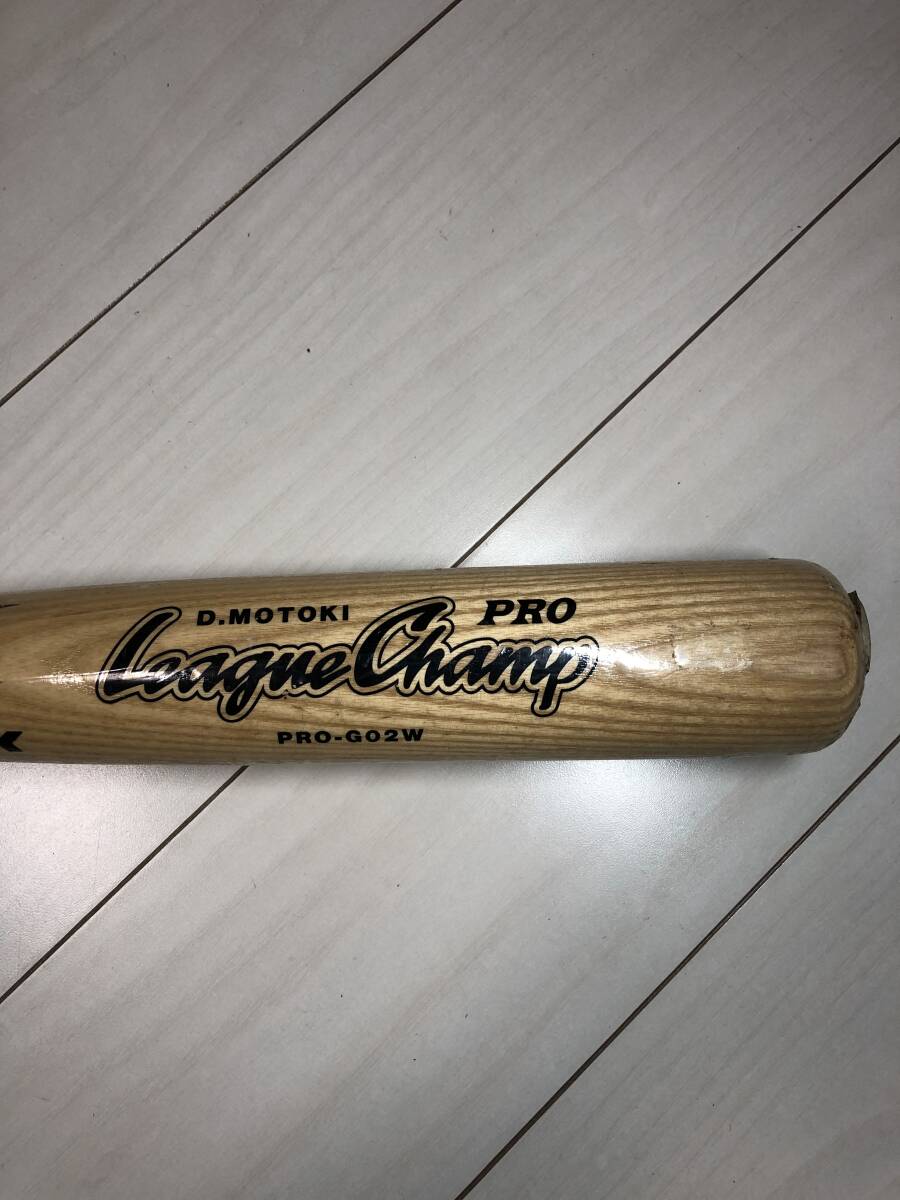 D.MOTOKI PRO
League Champ
PRO-G02W